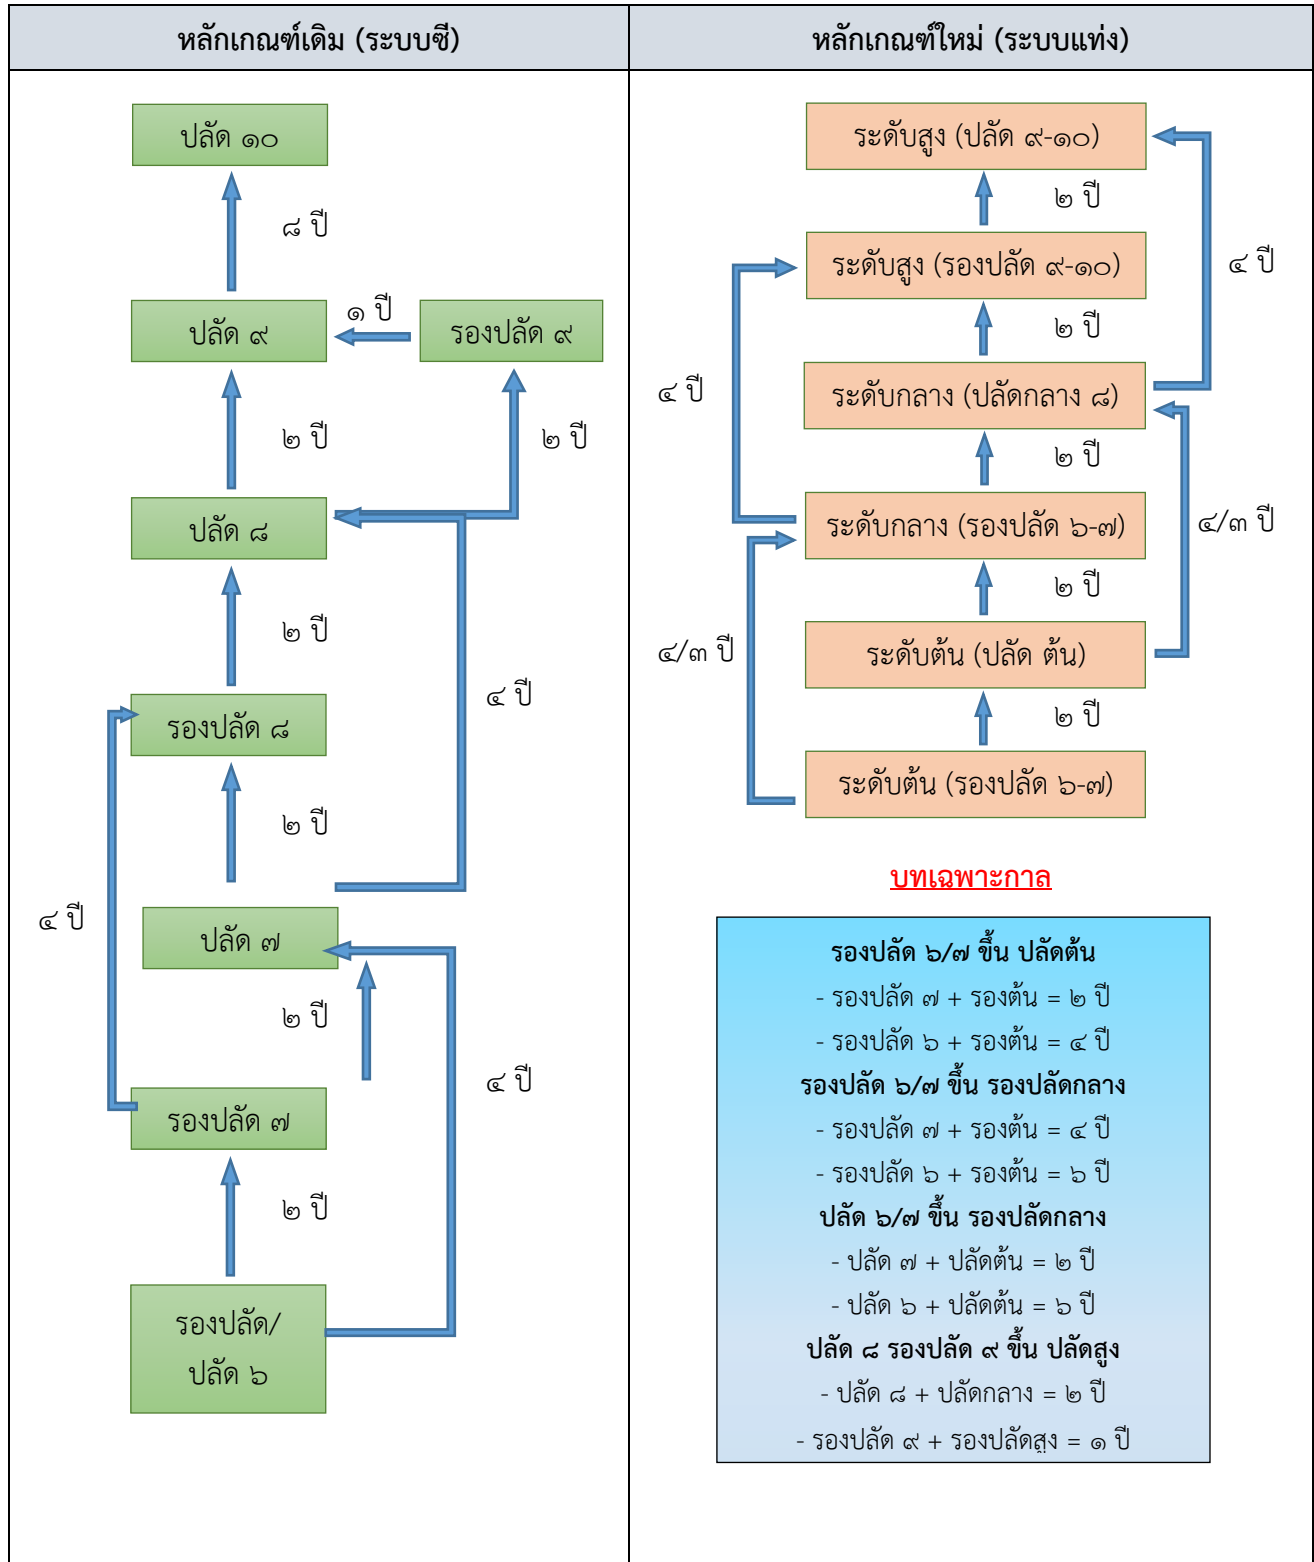 หลักเกณฑ์เดิม (ระบบซี)
ปลัด ๑๐
๘ ปี
ปลัด ๙
๑ ปี
รองปลัด ๙
๒ ปี
๒ ปี
ปลัด ๘
๒ ปี
๔ ปี
รองปลัด ๘
๒ ปี
๔ ปี
ปลัด ๗
๒ ปี
๔ ปี
รองปลัด ๗
๒ ปี
รองปลัด/
ปลัด ๖
หลักเกณฑ์ใหม่ (ระบบแท่ง)
ระดับสูง (ปลัด ๙-๑๐)
๒ ปี
๔ ปี
ระดับสูง (รองปลัด ๙-๑๐)
๒ ปี
๔ ปี
ระดับกลาง (ปลัดกลาง ๘)
๒ ปี
๔/๓ ปี
ระดับกลาง (รองปลัด ๖-๗)
๒ ปี
๔/๓ ปี
ระดับต้น (ปลัด ต้น)
๒ ปี
ระดับต้น (รองปลัด ๖-๗)
บทเฉพาะกาล
รองปลัด ๖/๗ ขึ้น ปลัดต้น
- รองปลัด ๗ + รองต้น = ๒ ปี
- รองปลัด ๖ + รองต้น = ๔ ปี
รองปลัด ๖/๗ ขึ้น รองปลัดกลาง
- รองปลัด ๗ + รองต้น = ๔ ปี
- รองปลัด ๖ + รองต้น = ๖ ปี
ปลัด ๖/๗ ขึ้น รองปลัดกลาง
- ปลัด ๗ + ปลัดต้น = ๒ ปี
- ปลัด ๖ + ปลัดต้น = ๖ ปี
ปลัด ๘ รองปลัด ๙ ขึ้น ปลัดสูง
- ปลัด ๘ + ปลัดกลาง = ๒ ปี
- รองปลัด ๙ + รองปลัดสูง = ๑ ปี